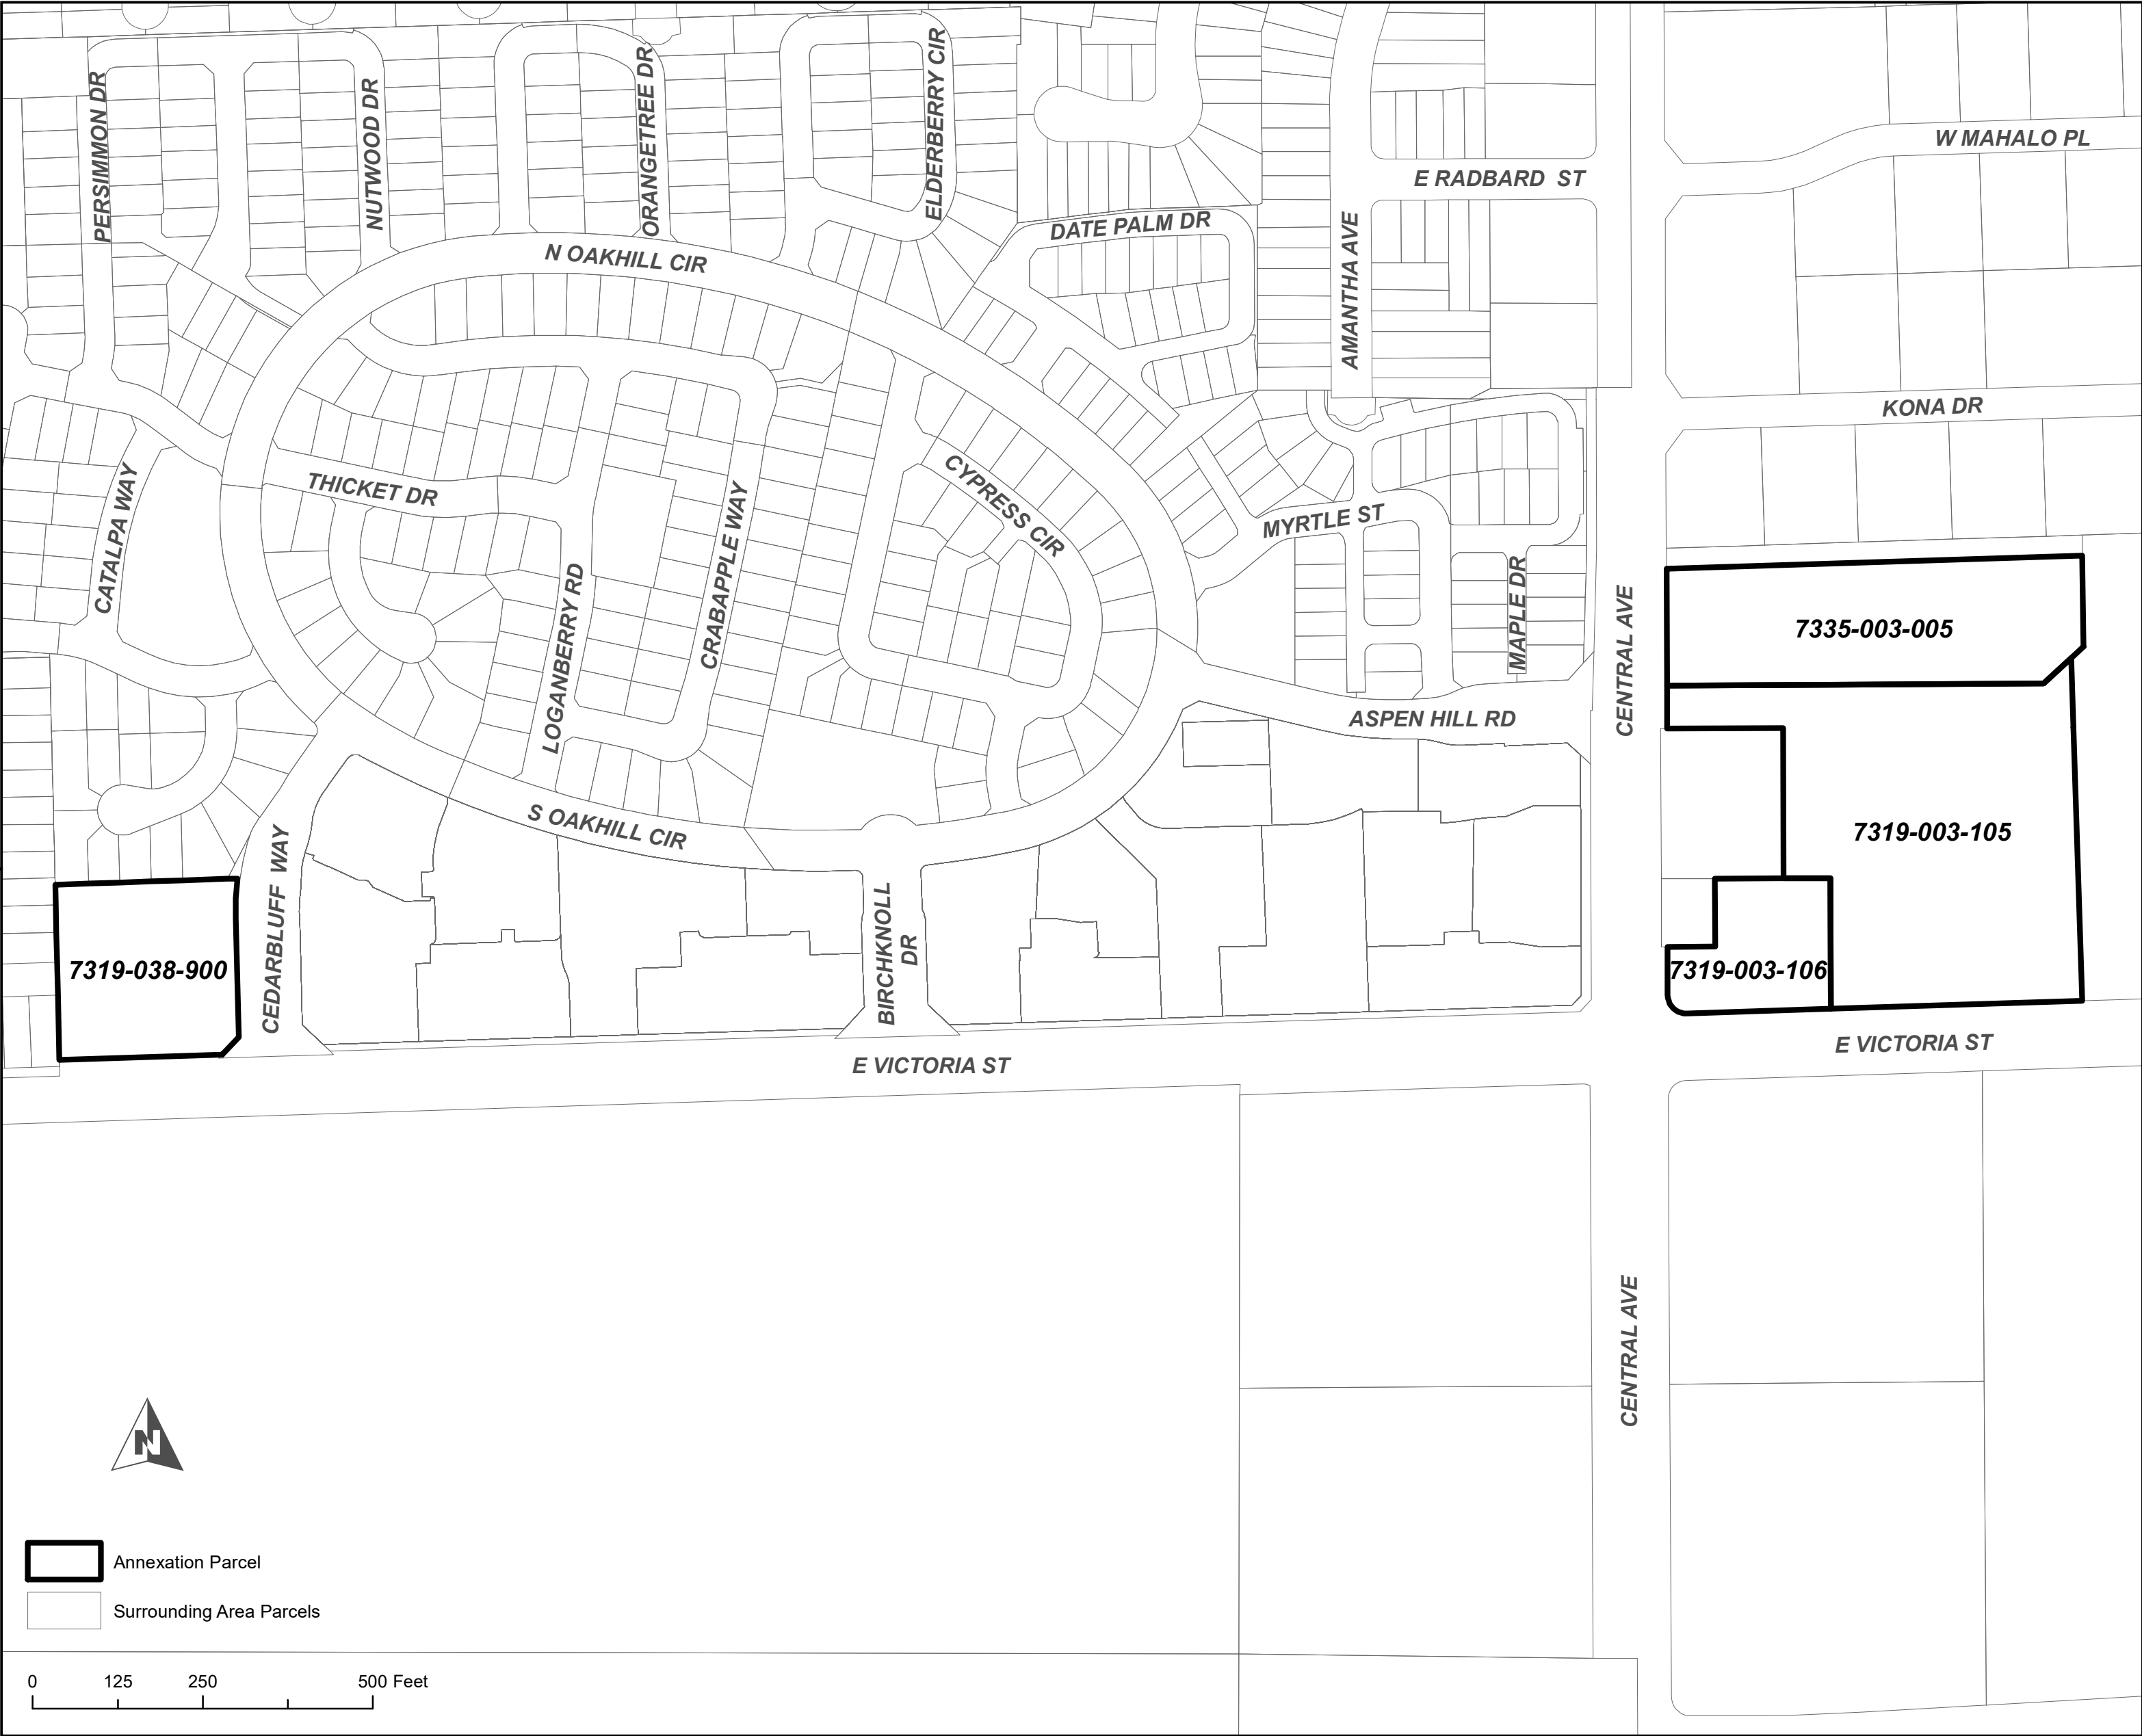 PERSIMMON DR
NUTWOOD DR
ORANGETREE DR
ELDERBERRY CIR
W MAHALO PL
E RADBARD ST
DATE PALM DR
N OAKHILL CIR
AMANTHA AVE
KONA DR
CATALPA WAY
THICKET DR
CYPRESS CIR
MYRTLE ST
CRABAPPLE WAY
LOGANBERRY RD
MAPLE DR
CENTRAL AVE
7335-003-005
ASPEN HILL RD
S OAKHILL CIR
7319-003-105
CEDARBLUFF WAY
BIRCHKNOLL
DR
7319-038-900
7319-003-106
E VICTORIA ST
E VICTORIA ST
CENTRAL AVE
N
Annexation Parcel
Surrounding Area Parcels
0 125 250 500 Feet